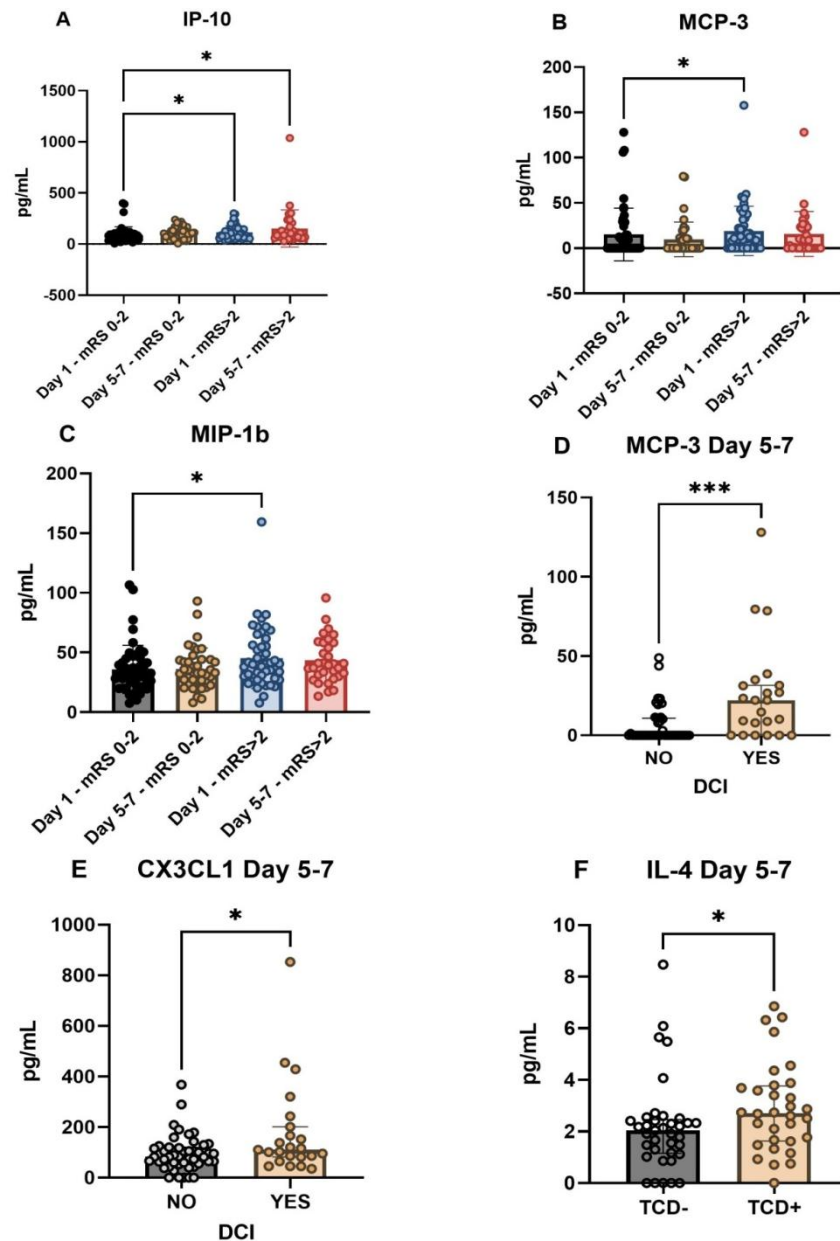 A IP-10
*
*
1500
1000
500
0
-500
pg/mL
Day 1 - mRS 0-2
Day 5-7 - mRS 0-2
Day 1 - mRS>2
Day 5-7 - mRS>2
B MCP-3
*
200
150
100
50
0
-50
pg/mL
Day 1 - mRS 0-2
Day 5-7 - mRS 0-2
Day 1 - mRS>2
Day 5-7 - mRS>2
C MIP-1b
*
200
150
100
50
0
pg/mL
Day 1 - mRS 0-2
Day 5-7 - mRS 0-2
Day 1 - mRS>2
Day 5-7 - mRS>2
D MCP-3 Day 5-7
***
150
100
50
0
pg/mL
NO YES
DCI
E CX3CL1 Day 5-7
*
1000
800
600
400
200
0
pg/mL
NO YES
DCI
F IL-4 Day 5-7
*
10
8
6
4
2
0
pg/mL
TCD- TCD+